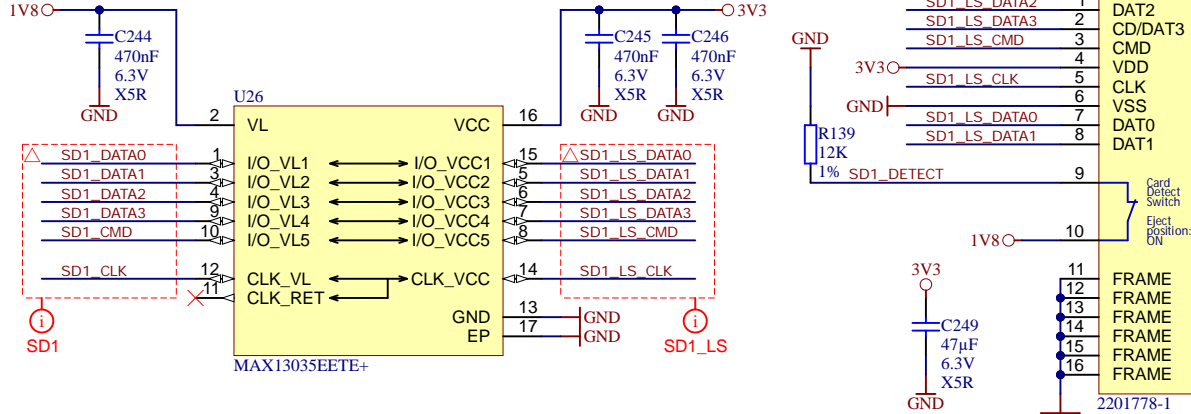 1V8
3V3
C244
470nF
6.3V
X5R
GND
C245
470nF
6.3V
X5R
GND
C246
470nF
6.3V
X5R
GND
U26
2 VL
VCC 16
SD1_DATA0 1 I/O_VL1 I/O_VCC1 15 SD1_LS_DATA0
SD1_DATA1 3 I/O_VL2 I/O_VCC2 5 SD1_LS_DATA1
SD1_DATA2 4 I/O_VL3 I/O_VCC3 6 SD1_LS_DATA2
SD1_DATA3 9 I/O_VL4 I/O_VCC4 7 SD1_LS_DATA3
SD1_CMD 10 I/O_VL5 I/O_VCC5 8 SD1_LS_CMD
SD1_CLK 12 CLK_VL CLK_VCC 14 SD1_LS_CLK
11 CLK_RET
GND 13 GND
EP 17 GND
MAX13035EETE+
i
SD1
i
SD1_LS
SD1_LS_DATA2 1 DAT2
SD1_LS_DATA3 2 CD/DAT3
SD1_LS_CMD 3 CMD
3V3 4 VDD
SD1_LS_CLK 5 CLK
GND 6 VSS
SD1_LS_DATA0 7 DAT0
SD1_LS_DATA1 8 DAT1
GND
R139
12K
1%
SD1_DETECT 9
Card
Detect
Switch
Eject
position:
ON
1V8 10
11 FRAME
12 FRAME
13 FRAME
14 FRAME
15 FRAME
16 FRAME
3V3
C249
47µF
6.3V
X5R
GND
2201778-1